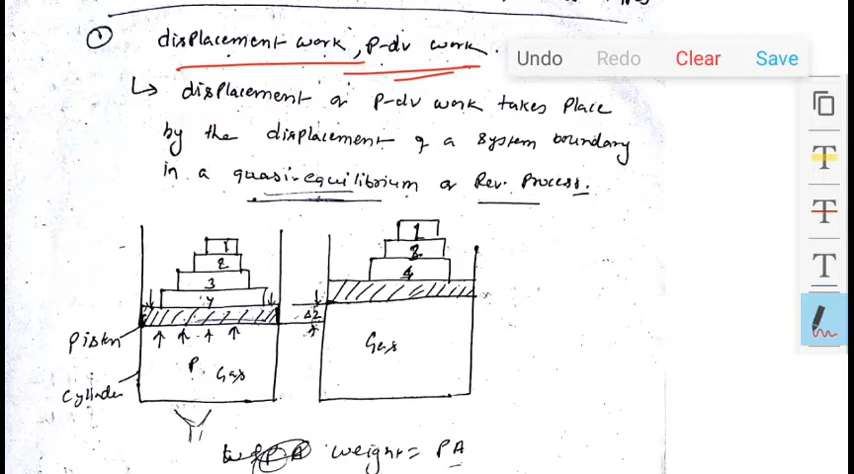 ① displacement work, P-dv work.
Undo Redo Clear Save
↳ displacement or P-dv work takes place
by the displacement of a system boundary
in a quasi-equilibrium or Rev. Process.
1
2
3
4
1
2
4
Δz
Piston
P. Gas
Gas
Cylinder
weight = PA
T
T
T